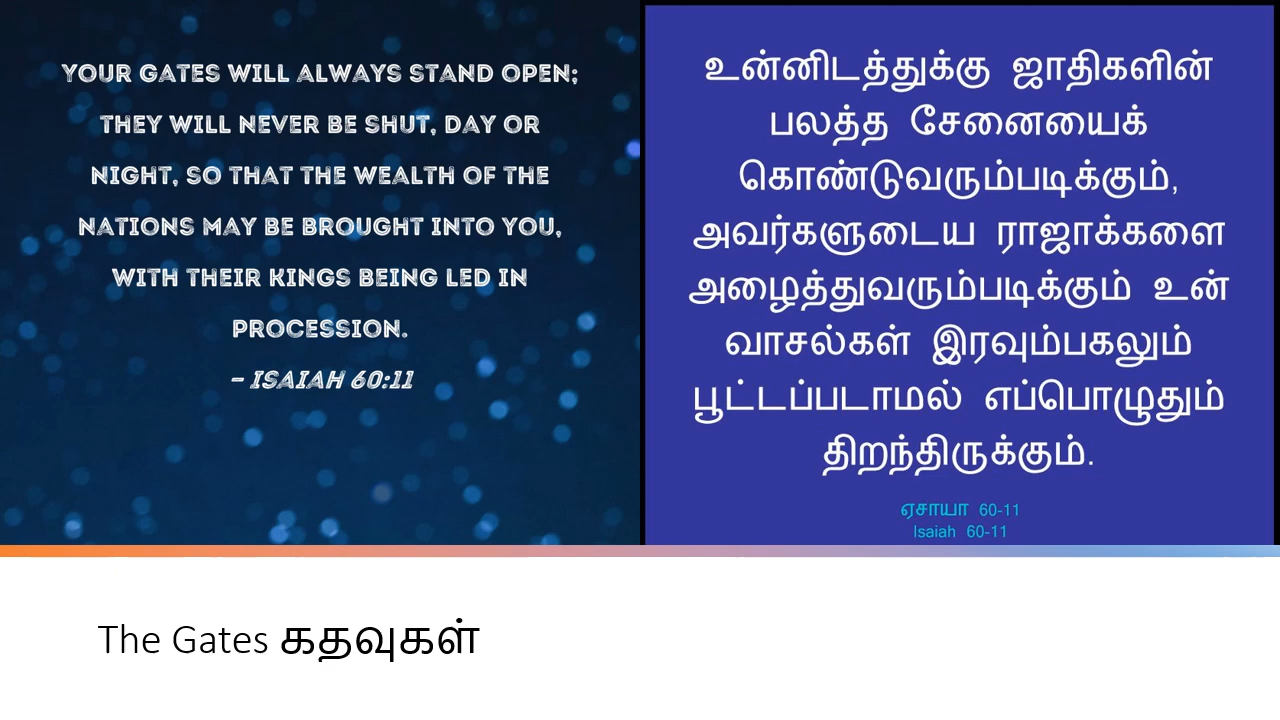 YOUR GATES WILL ALWAYS STAND OPEN;
THEY WILL NEVER BE SHUT, DAY OR
NIGHT, SO THAT THE WEALTH OF THE
NATIONS MAY BE BROUGHT INTO YOU,
WITH THEIR KINGS BEING LED IN
PROCESSION.
– ISAIAH 60:11
உன்னிடத்துக்கு ஜாதிகளின்
பலத்த சேனையைக்
கொண்டுவரும்படிக்கும்,
அவர்களுடைய ராஜாக்களை
அழைத்துவரும்படிக்கும் உன்
வாசல்கள் இரவும்பகலும்
பூட்டப்படாமல் எப்பொழுதும்
திறந்திருக்கும்.
ஏசாயா 60-11
Isaiah 60-11
The Gates கதவுகள்